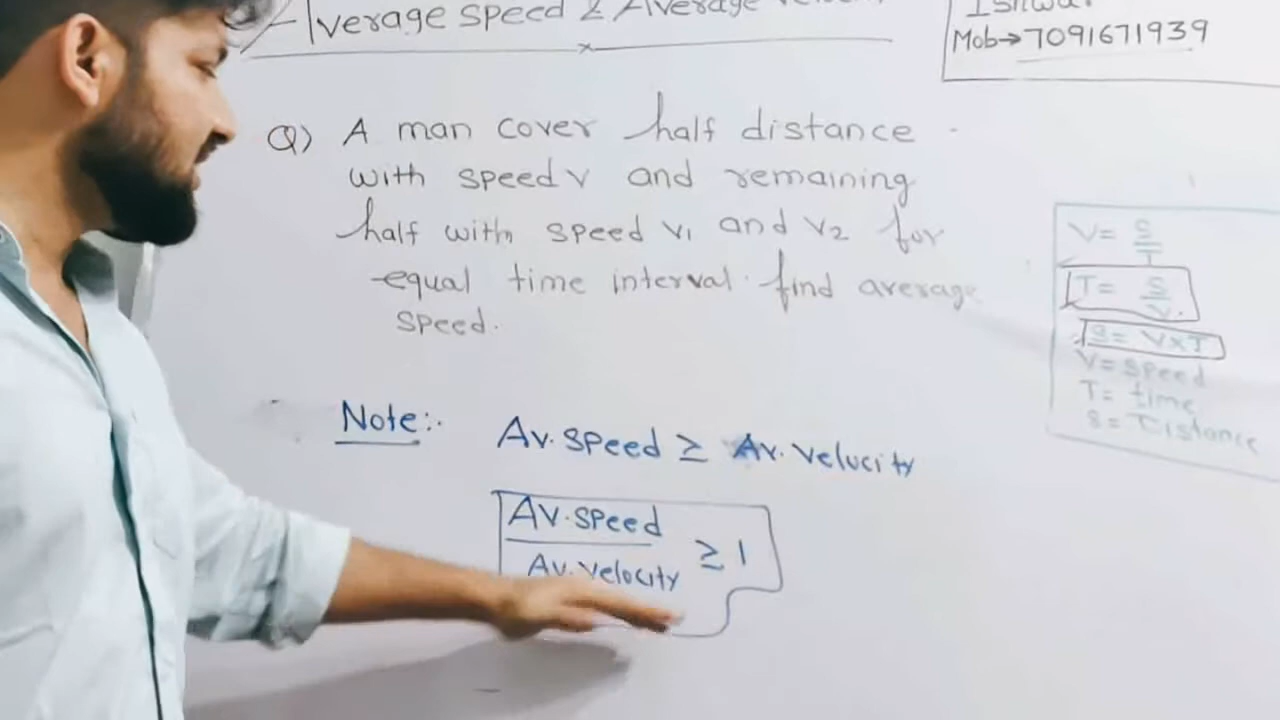 Average speed & Average
Mob→7091671939
Q) A man cover half distance
with speed v and remaining
half with speed v1 and v2 for
equal time interval. find average
speed.
V= S/T
T= S/V.
S= V×T
V= speed
T= time
S= Distance
Note:- Av. speed ≥ Av. velocity
Av. speed
Av. velocity ≥ 1